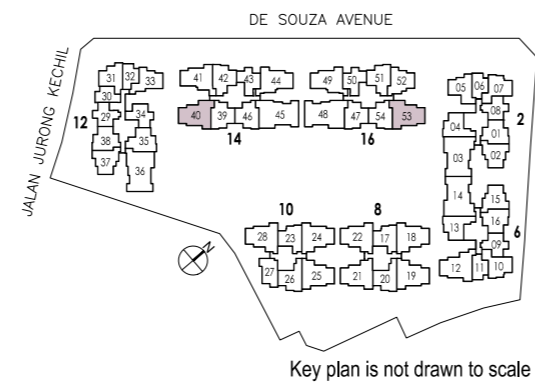 DE SOUZA AVENUE
JALAN JURONG KECHIL
31 32 33
30
29 34
38 35
37 36
12
41 42 43 44
40 39 46 45
14
49 50 51 52
48 47 54 53
16
05 06 07
08
04 01
03 02
2
14 15
13 16
09
12 11 10
6
10
28 23 24
27 26 25
8
22 17 18
21 20 19
N
Key plan is not drawn to scale